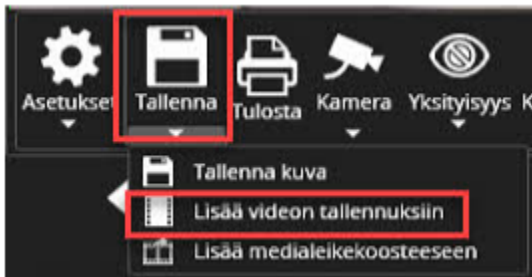 Asetukset Tallenna Tulosta Kamera Yksityisyys K
Tallenna kuva
Lisää videon tallennuksiin
Lisää medialeikekoosteeseen